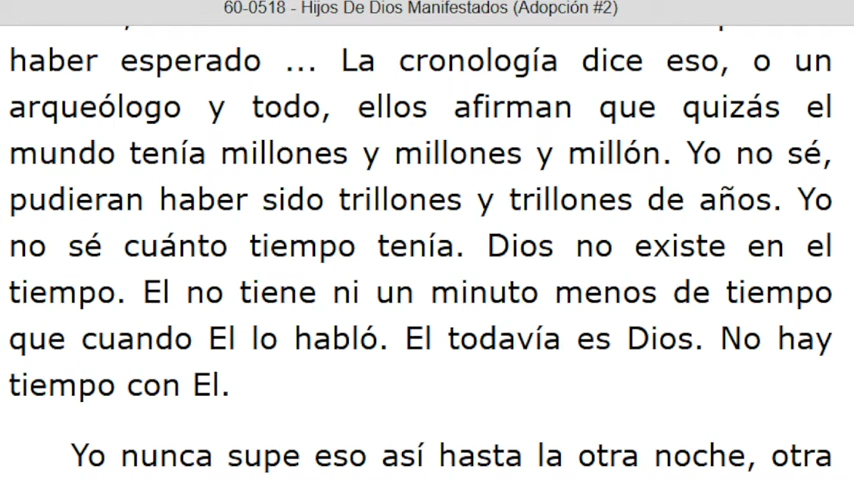 60-0518 - Hijos De Dios Manifestados (Adopción #2)
haber esperado ... La cronología dice eso, o un
arqueólogo y todo, ellos afirman que quizás el
mundo tenía millones y millones y millón. Yo no sé,
pudieran haber sido trillones y trillones de años. Yo
no sé cuánto tiempo tenía. Dios no existe en el
tiempo. El no tiene ni un minuto menos de tiempo
que cuando El lo habló. El todavía es Dios. No hay
tiempo con El.
Yo nunca supe eso así hasta la otra noche, otra